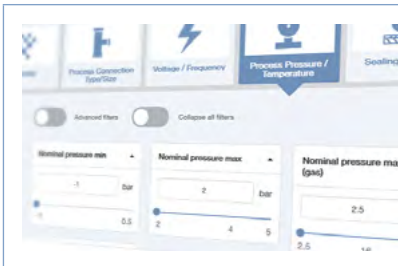 Process Connection
Type/Size
Voltage / Frequency
Process Pressure /
Temperature
Sealing
Advanced filters
Collapse all filters
Nominal pressure min
-1
bar
-1
0.5
Nominal pressure max
2
bar
2
4
5
Nominal pressure ma
(gas)
2.5
2.5
16